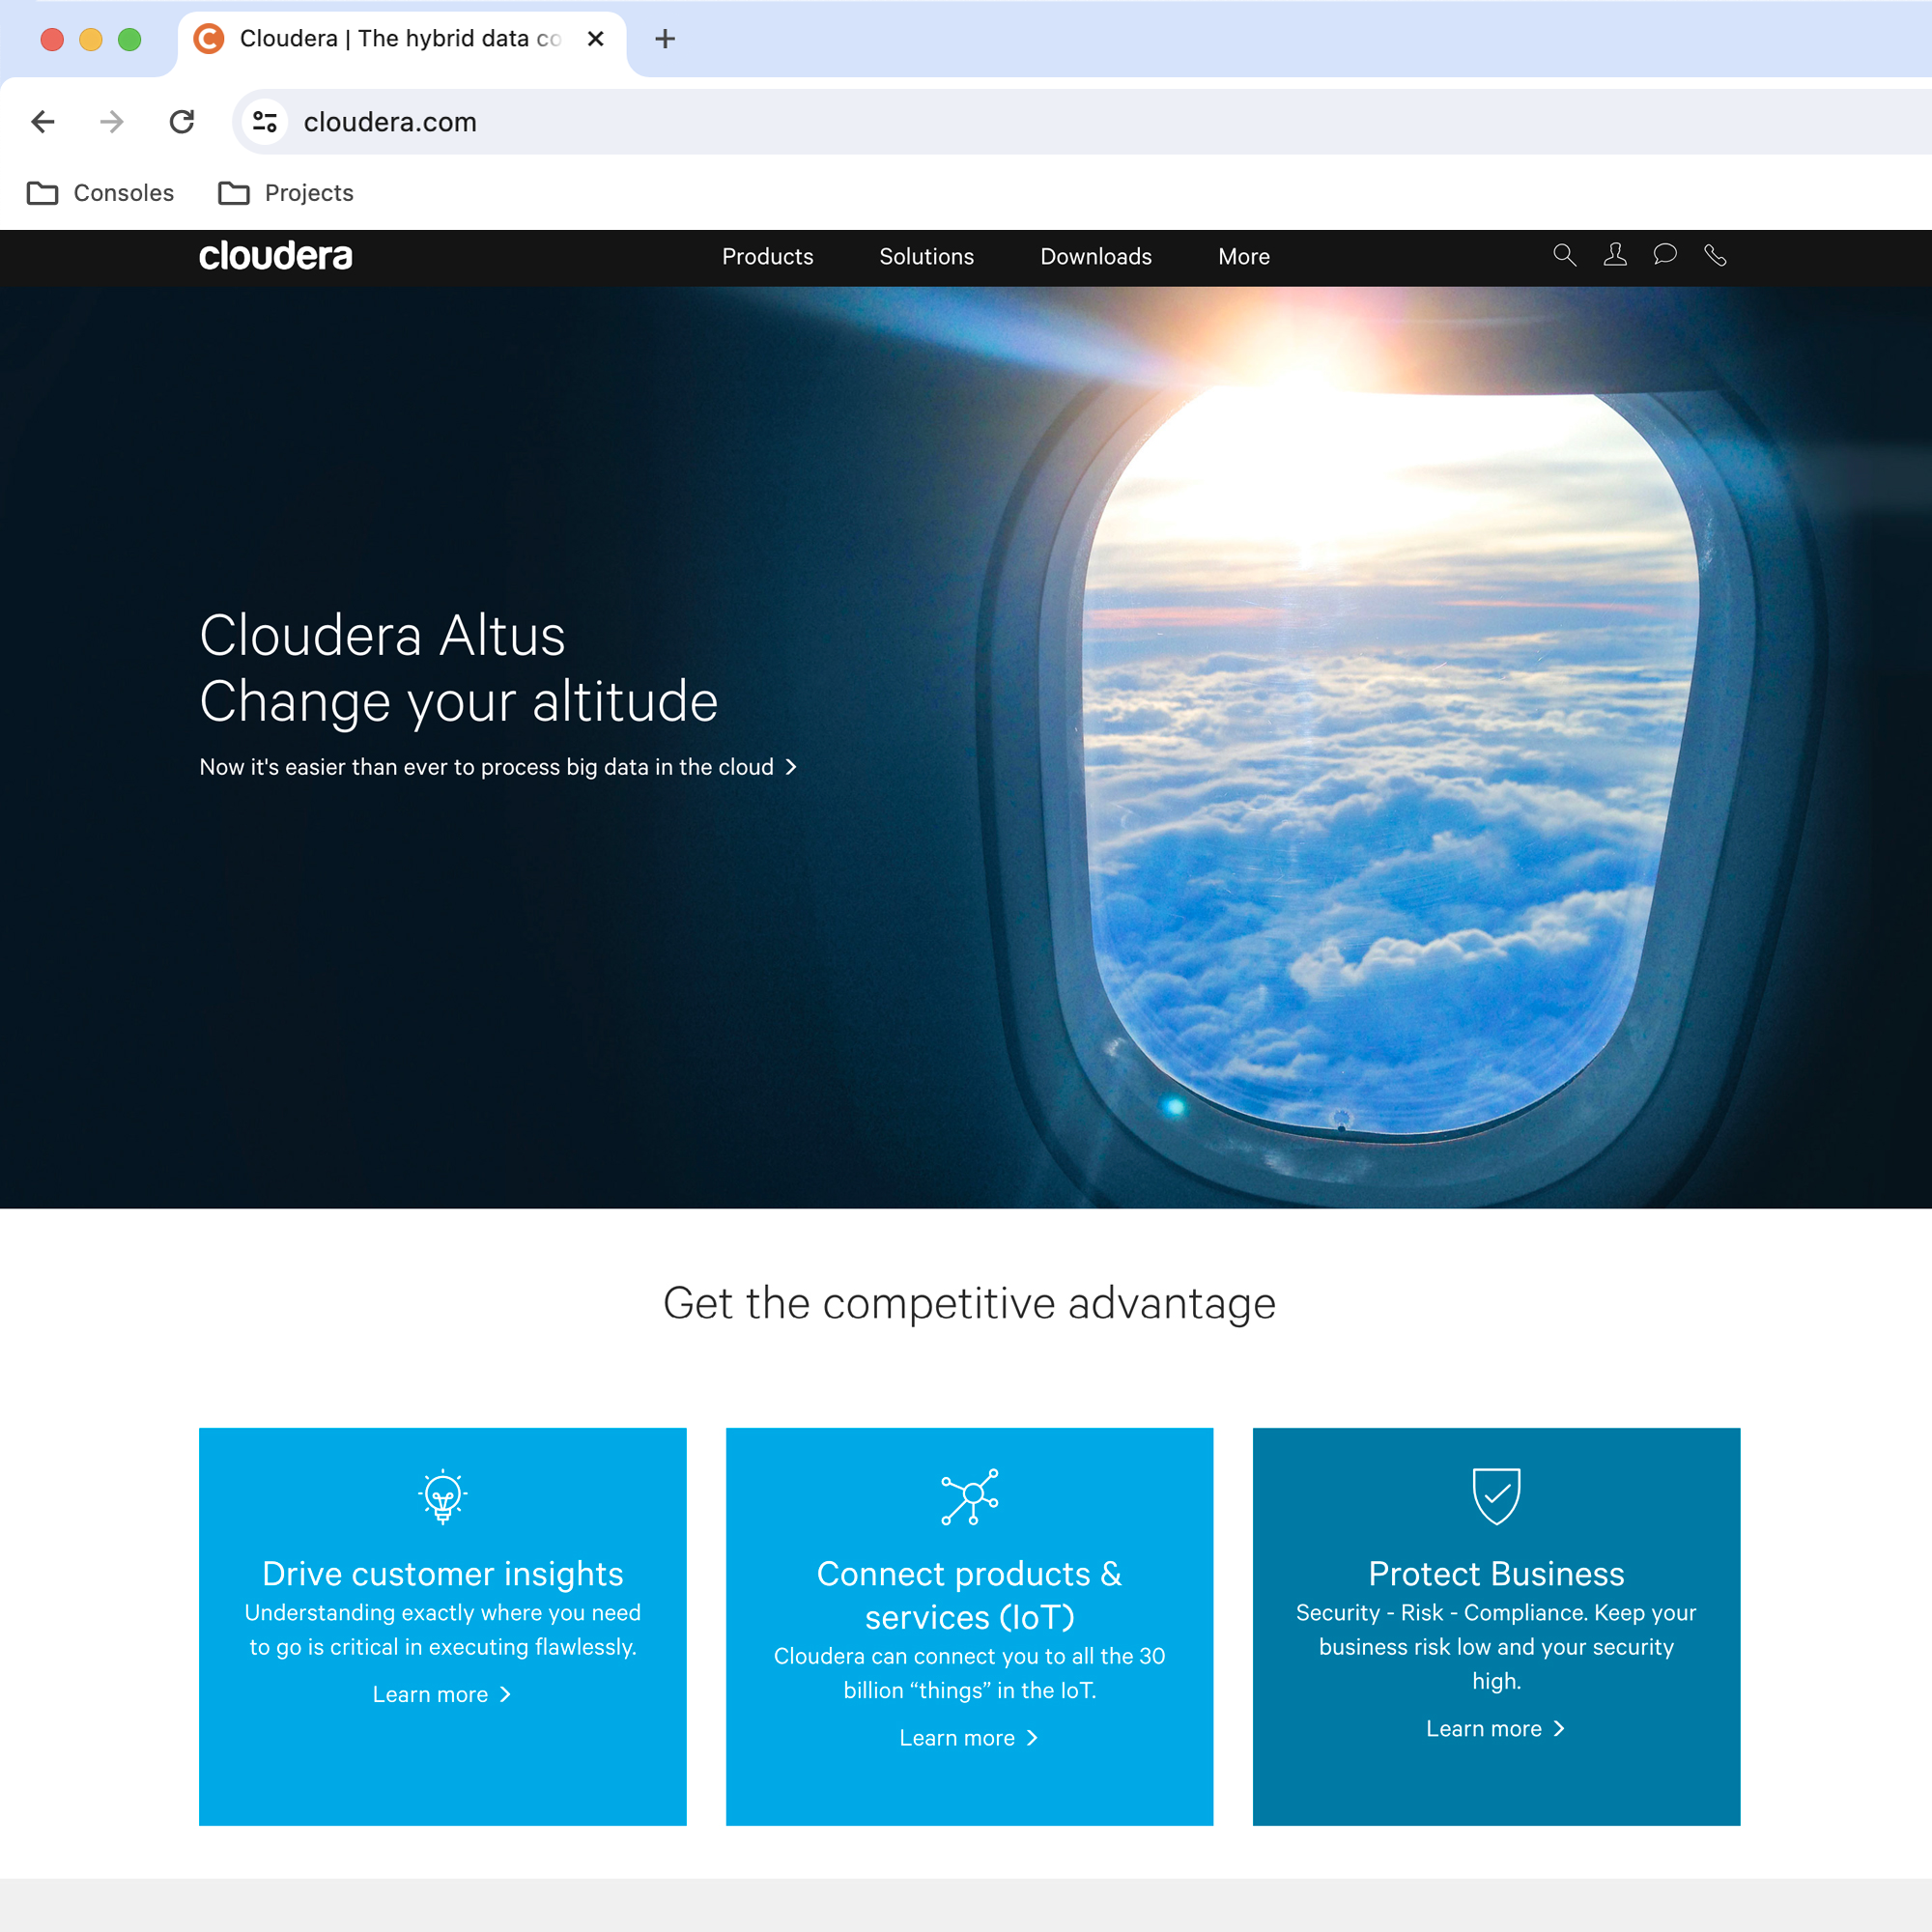 Cloudera | The hybrid data co
cloudera.com
Consoles Projects
cloudera Products Solutions Downloads More
Cloudera Altus
Change your altitude
Now it's easier than ever to process big data in the cloud
Get the competitive advantage
Drive customer insights
Understanding exactly where you need
to go is critical in executing flawlessly.
Learn more
Connect products &
services (IoT)
Cloudera can connect you to all the 30
billion “things” in the IoT.
Learn more
Protect Business
Security - Risk - Compliance. Keep your
business risk low and your security
high.
Learn more